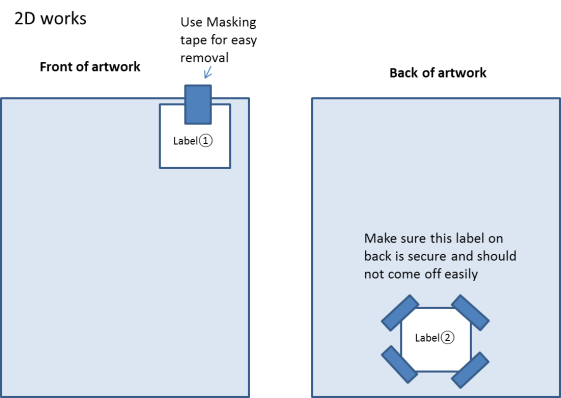 2D works
Use Masking
tape for easy
removal
Front of artwork
Back of artwork
Label①
Make sure this label on
back is secure and should
not come off easily
Label②